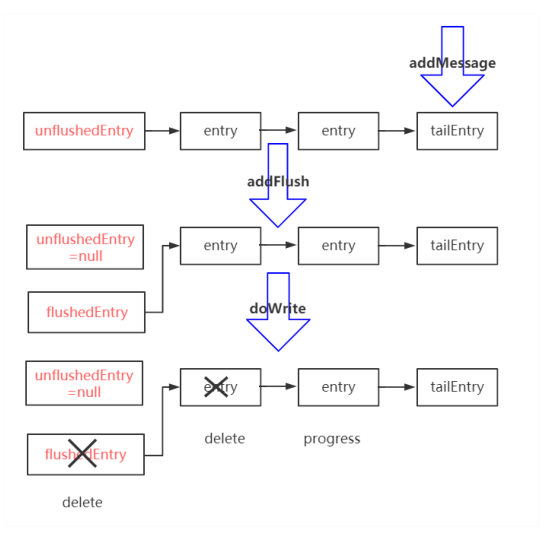 addMessage
unflushedEntry
entry
entry
tailEntry
addFlush
unflushedEntry
=null
entry
entry
tailEntry
flushedEntry
doWrite
unflushedEntry
=null
entry
entry
tailEntry
delete
progress
flushedEntry
delete